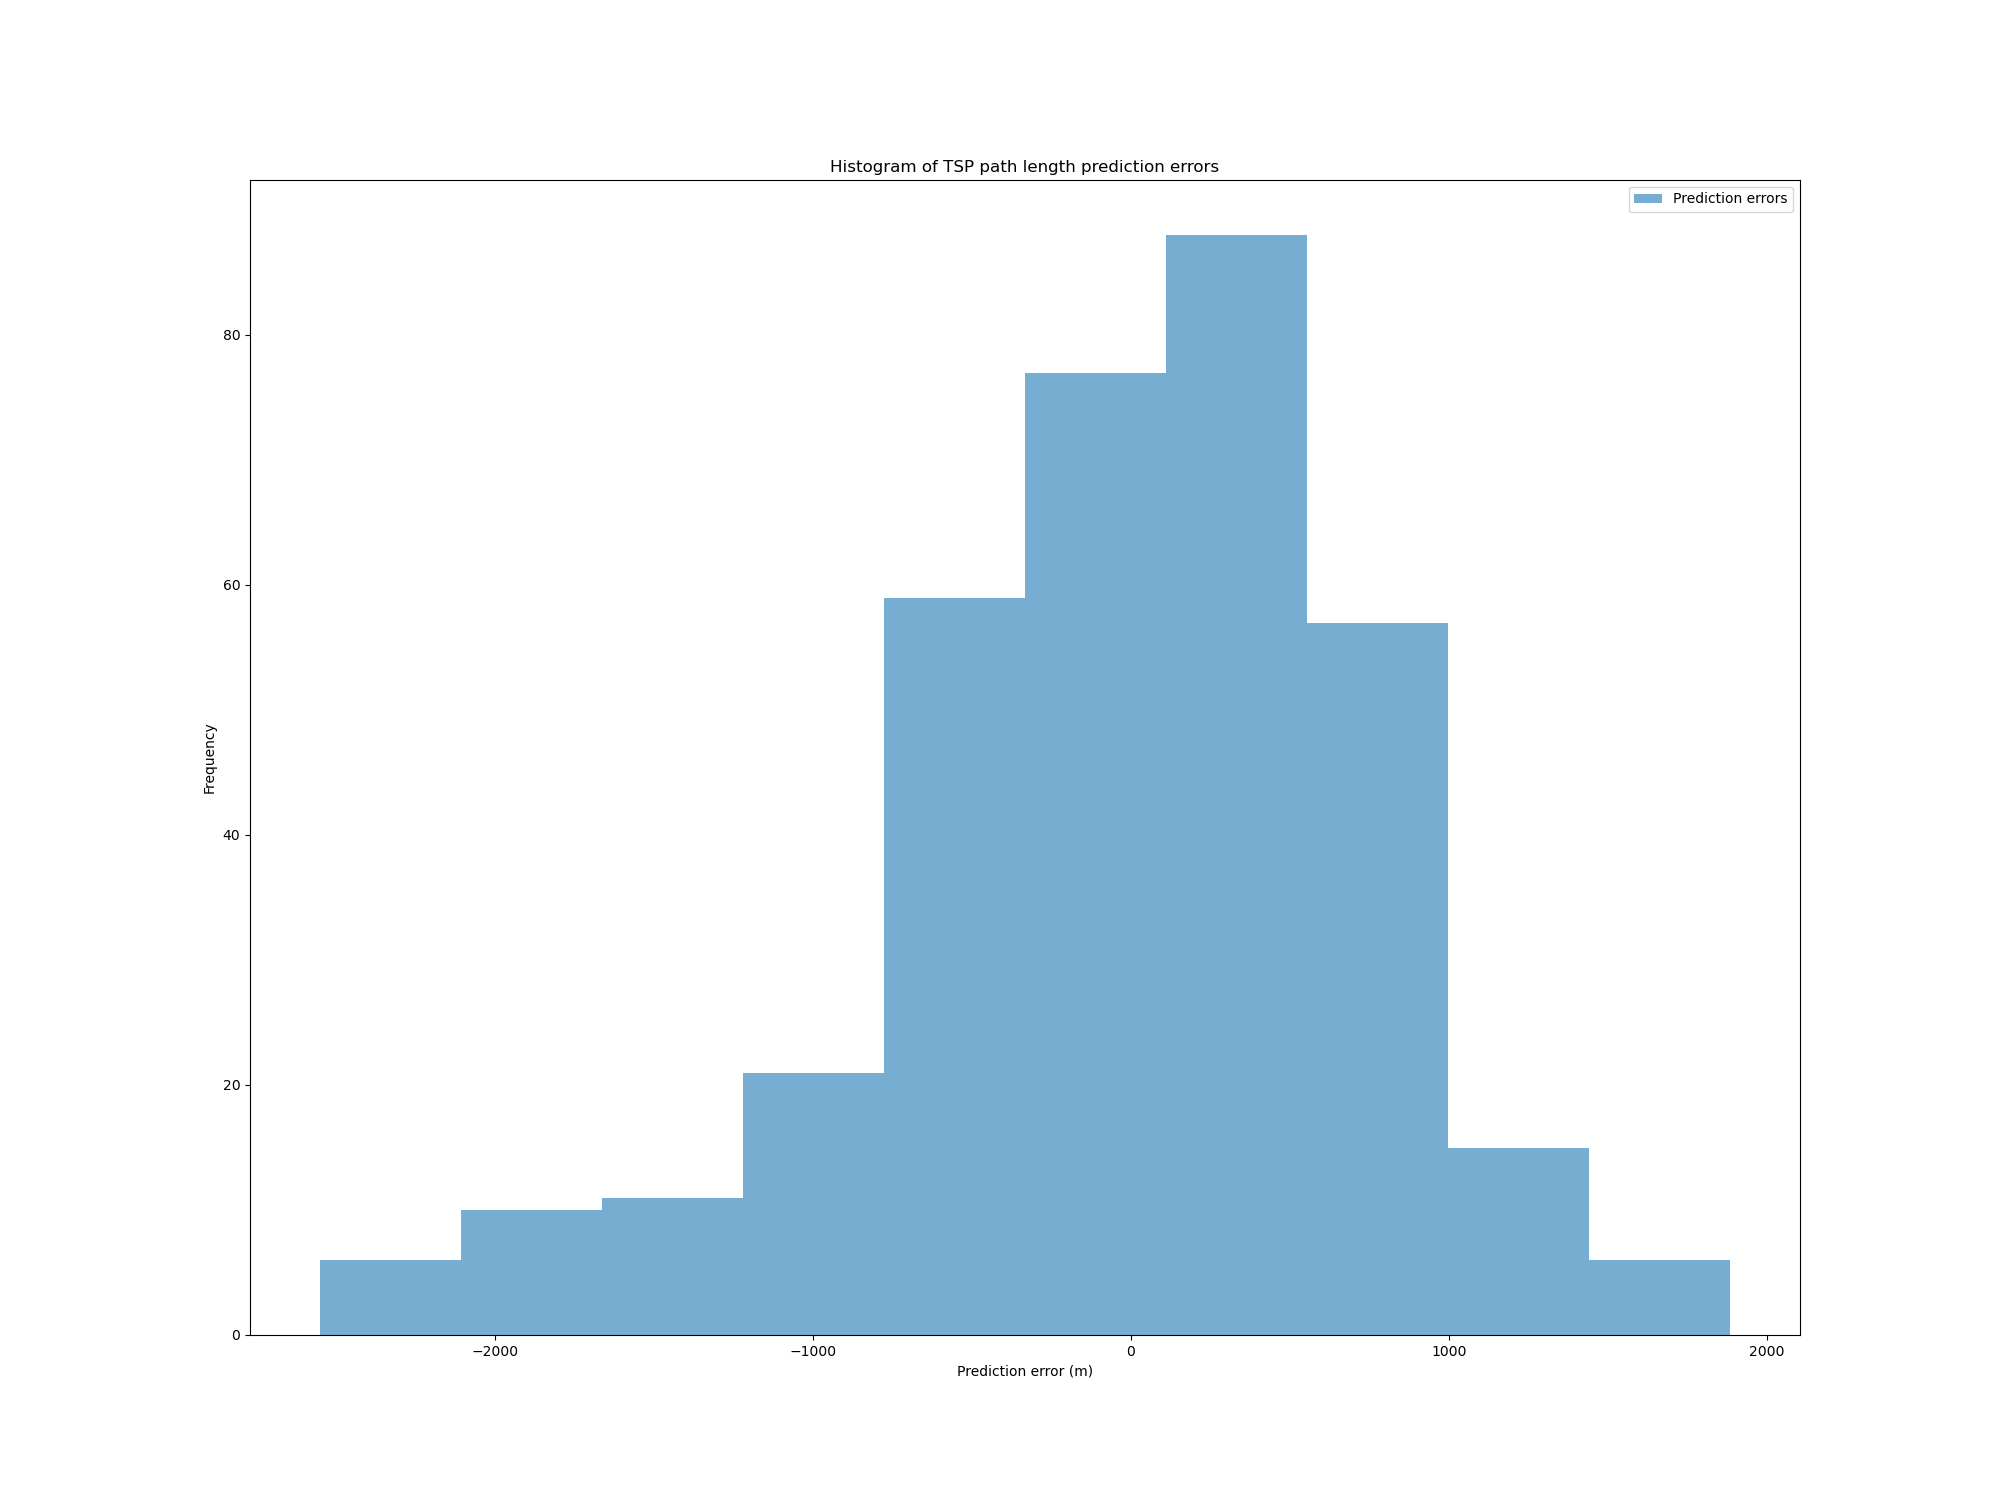 Histogram of TSP path length prediction errors
Prediction errors
80
60
40
20
0
Frequency
−2000
−1000
0
1000
2000
Prediction error (m)